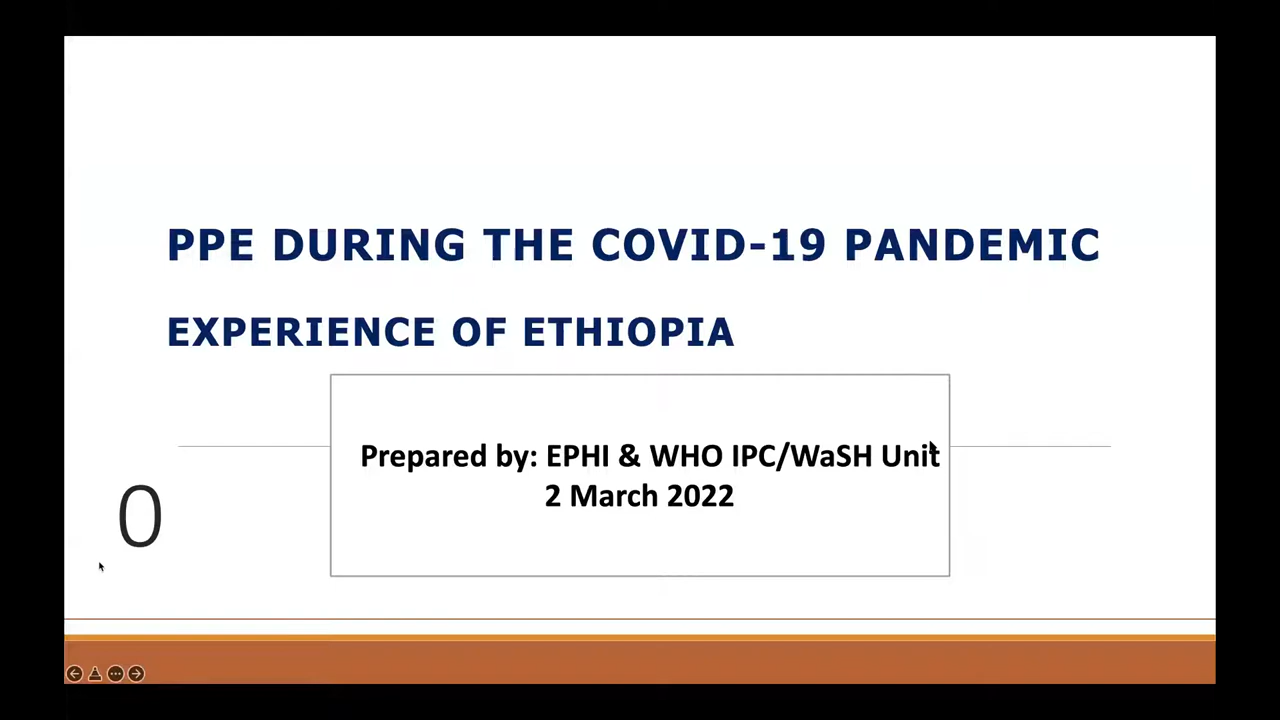 PPE DURING THE COVID-19 PANDEMIC
EXPERIENCE OF ETHIOPIA
Prepared by: EPHI & WHO IPC/WaSH Unit
2 March 2022
0